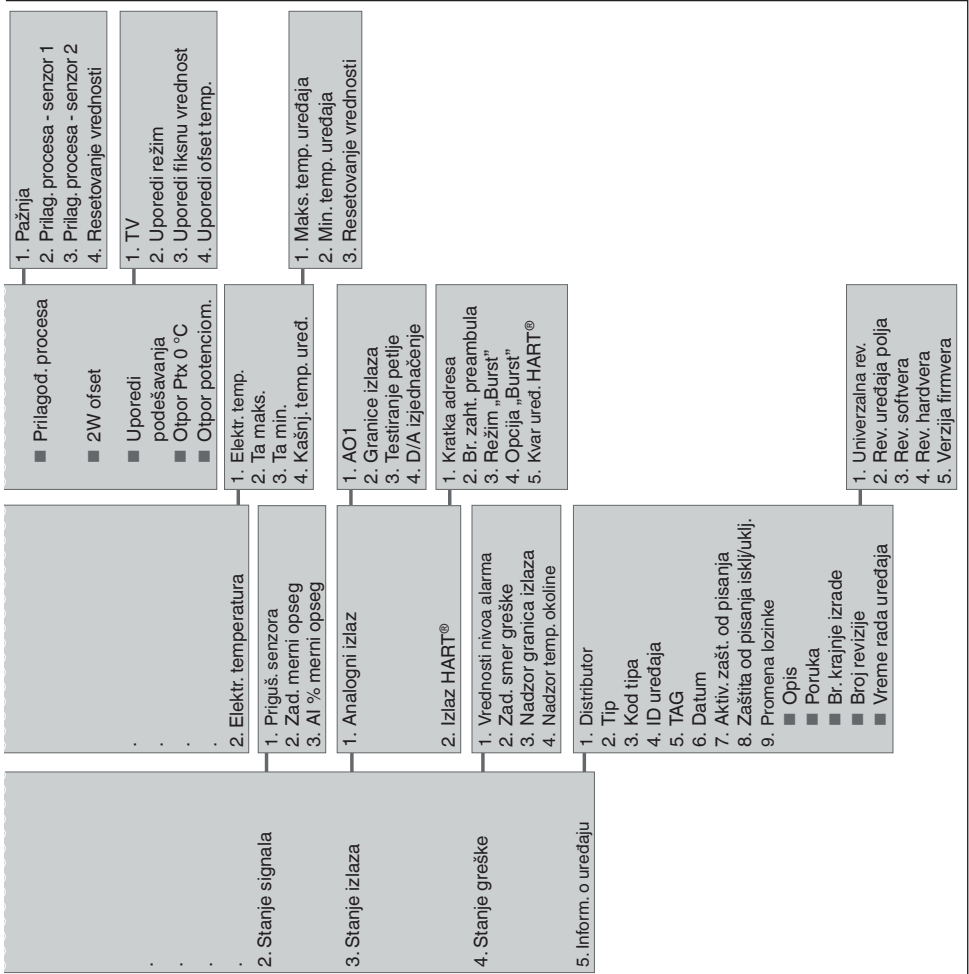 .
.
.
.
2. Stanje signala
3. Stanje izlaza
4. Stanje greške
5. Inform. o uređaju
.
.
.
.
2. Elektr. temperatura
1. Priguš. senzora
2. Zad. merni opseg
3. AI % merni opseg
1. Analogni izlaz
2. Izlaz HART®
1. Vrednosti nivoa alarma
2. Zad. smer greške
3. Nadzor granica izlaza
4. Nadzor temp. okoline
1. Distributor
2. Tip
3. Kod tipa
4. ID uređaja
5. TAG
6. Datum
7. Aktiv. zašt. od pisanja
8. Zaštita od pisanja isklj/uklj.
9. Promena lozinke
■ Opis
■ Poruka
■ Br. krajnje izrade
■ Broj revizije
■ Vreme rada uređaja
■ Prilagođ. procesa
■ 2W ofset
■ Uporedi
podešavanja
■ Otpor Ptx 0 °C
■ Otpor potenciom.
1. Elektr. temp.
2. Ta maks.
3. Ta min.
4. Kašnj. temp. uređ.
1. AO1
2. Granice izlaza
3. Testiranje petlje
4. D/A izjednačenje
1. Kratka adresa
2. Br. zaht. preambula
3. Režim „Burst”
4. Opcija „Burst”
5. Kvar uređ. HART®
1. Univerzalna rev.
2. Rev. uređaja polja
3. Rev. softvera
4. Rev. hardvera
5. Verzija firmvera
1. Pažnja
2. Prilag. procesa - senzor 1
3. Prilag. procesa - senzor 2
4. Resetovanje vrednosti
1. TV
2. Uporedi režim
3. Uporedi fiksnu vrednost
4. Uporedi ofset temp.
1. Maks. temp. uređaja
2. Min. temp. uređaja
3. Resetovanje vrednosti